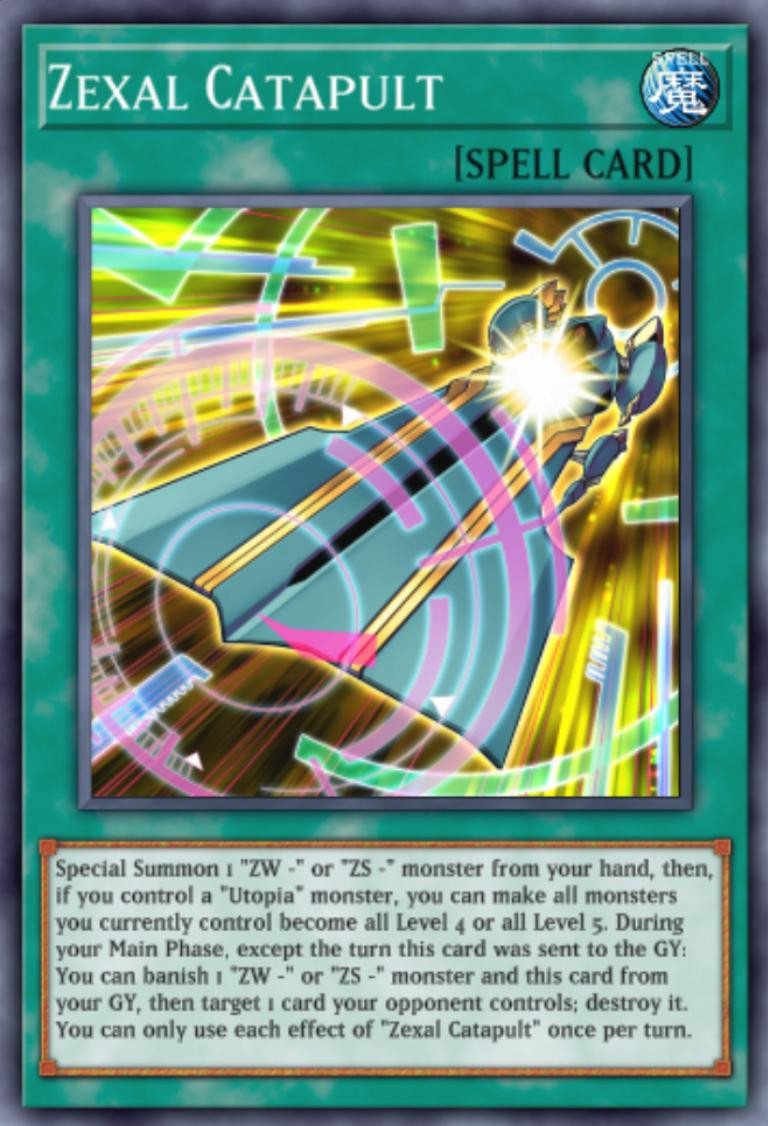 Zexal Catapult
SPELL
魔
[SPELL CARD]
Special Summon 1 "ZW -" or "ZS -" monster from your hand, then,
if you control a "Utopia" monster, you can make all monsters
you currently control become all Level 4 or all Level 5. During
your Main Phase, except the turn this card was sent to the GY:
You can banish 1 "ZW -" or "ZS -" monster and this card from
your GY, then target 1 card your opponent controls; destroy it.
You can only use each effect of "Zexal Catapult" once per turn.